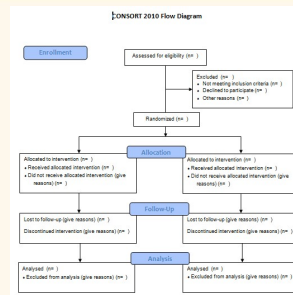 CONSORT 2010 Flow Diagram
Enrollment
Assessed for eligibility (n= )
Excluded (n= )
• Not meeting inclusion criteria (n= )
• Declined to participate (n= )
• Other reasons (n= )
Randomized (n= )
Allocation
Allocated to intervention (n= )
• Received allocated intervention (n= )
• Did not receive allocated intervention (give
reasons) (n= )
Allocated to intervention (n= )
• Received allocated intervention (n= )
• Did not receive allocated intervention (give
reasons) (n= )
Follow-Up
Lost to follow-up (give reasons) (n= )
Discontinued intervention (give reasons) (n= )
Lost to follow-up (give reasons) (n= )
Discontinued intervention (give reasons) (n= )
Analysis
Analysed (n= )
• Excluded from analysis (give reasons) (n= )
Analysed (n= )
• Excluded from analysis (give reasons) (n= )